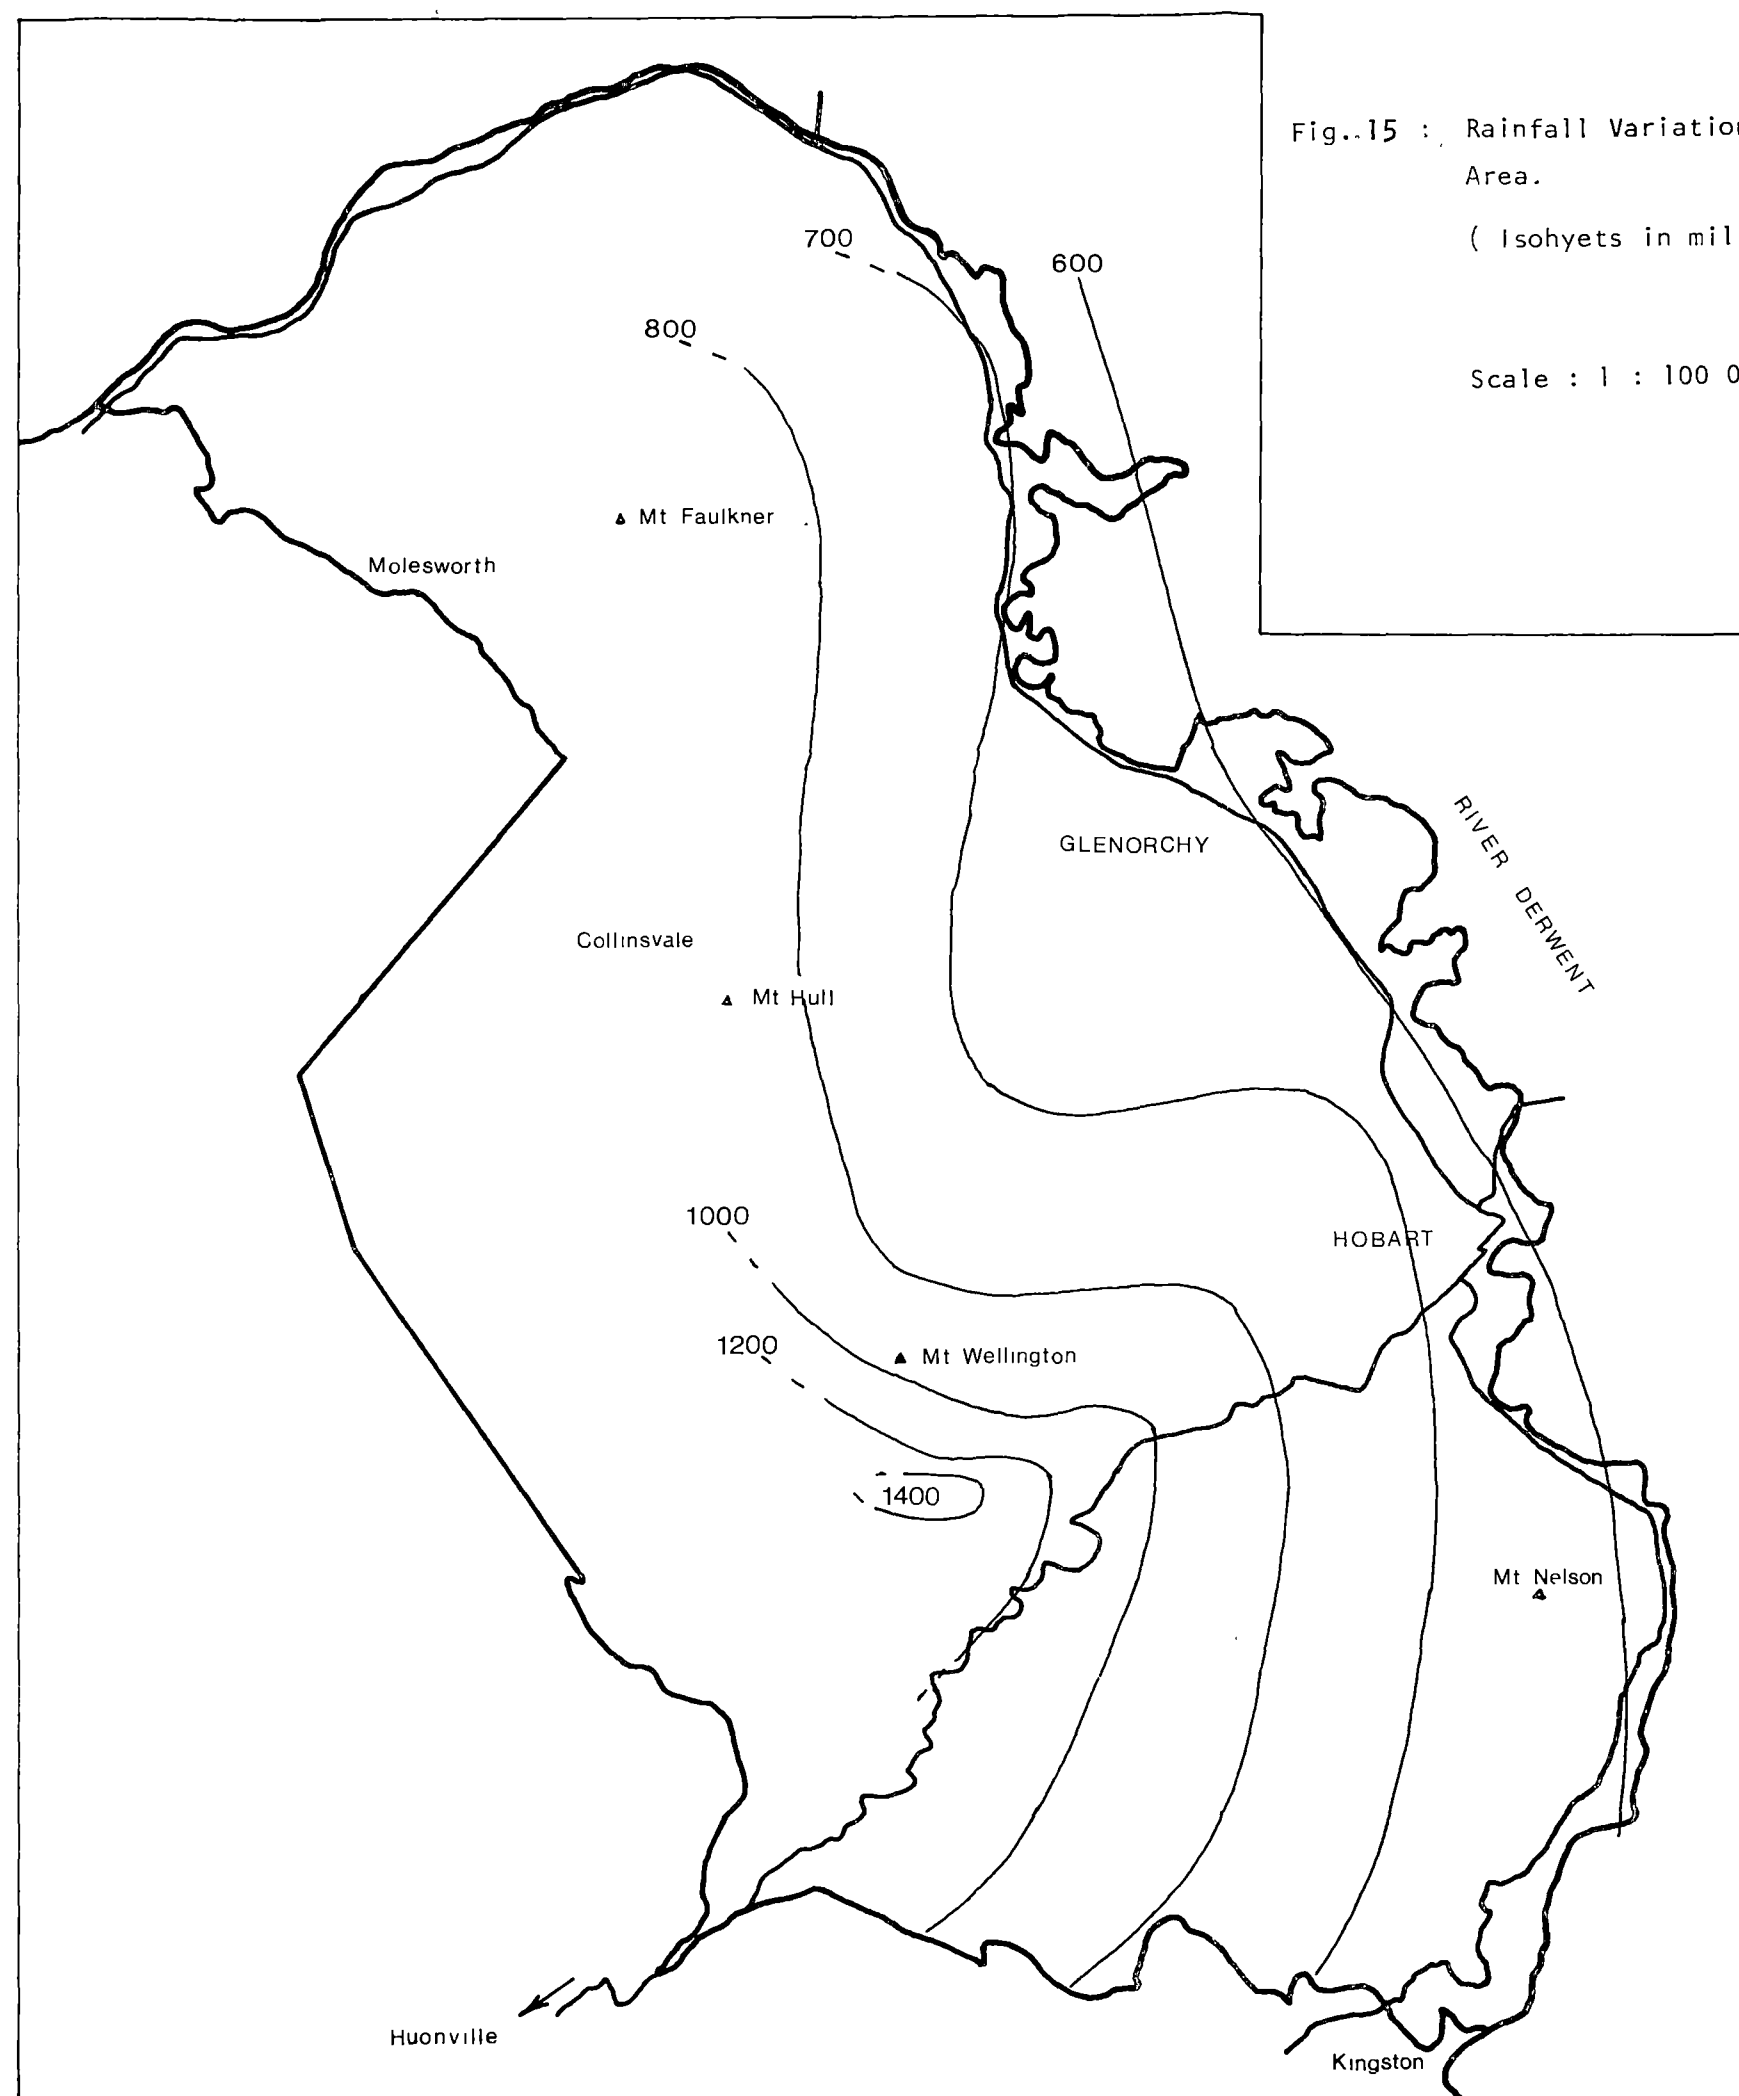 Fig. 15 : Rainfall Variation
Area.
( Isohyets in mil
Scale : 1 : 100 0
700
600
800
Mt Faulkner
Molesworth
GLENORCHY
RIVER DERWENT
Collinsvale
Mt Hull
1000
HOBART
1200
Mt Wellington
1400
Mt Nelson
Huonville
Kingston